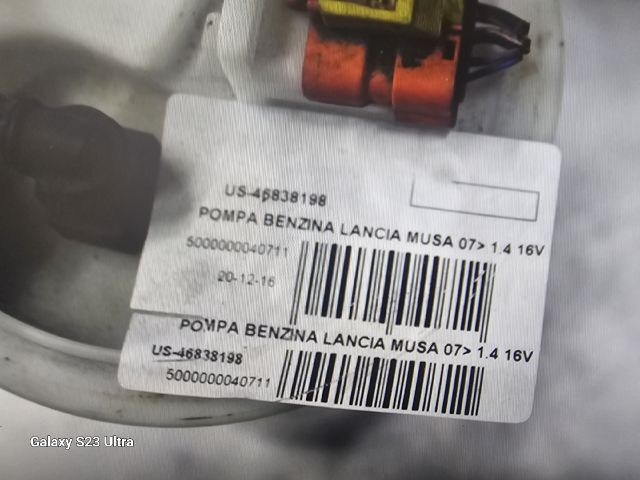 US-46838198
POMPA BENZINA LANCIA MUSA 07> 1.4 16V
5000000040711
20-12-16
POMPA BENZINA LANCIA MUSA 07> 1.4 16V
US-46838198
5000000040711
Galaxy S23 Ultra